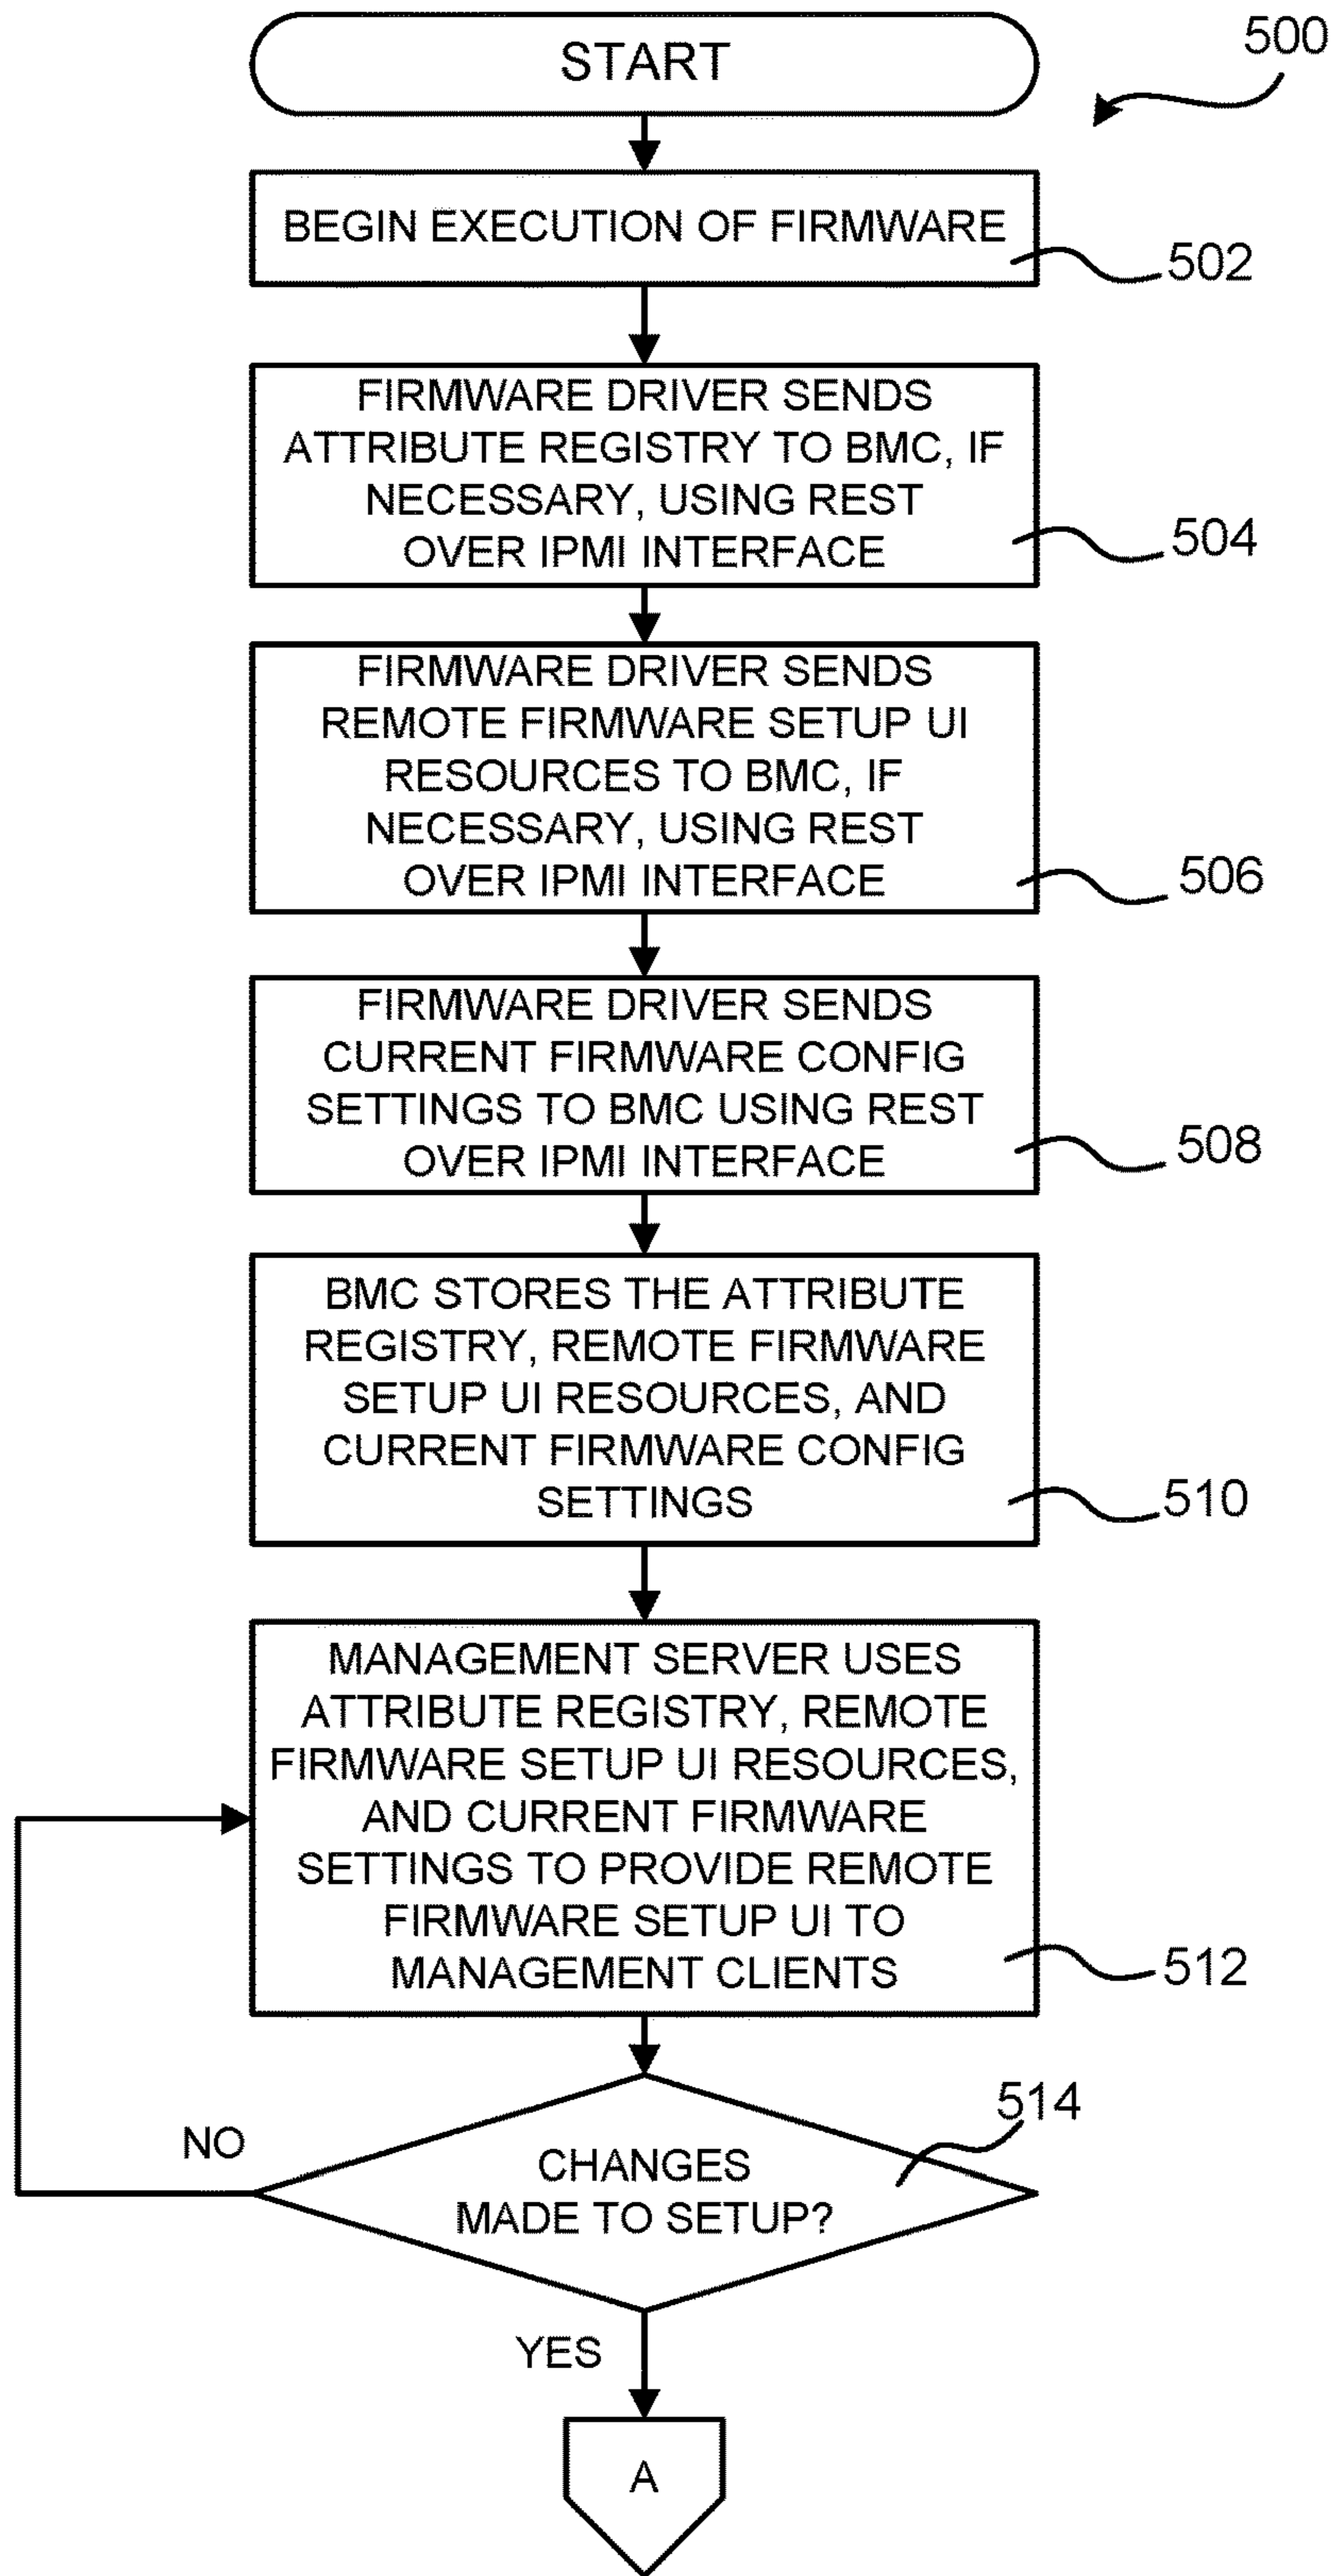 START
500
BEGIN EXECUTION OF FIRMWARE
502
FIRMWARE DRIVER SENDS
ATTRIBUTE REGISTRY TO BMC, IF
NECESSARY, USING REST
OVER IPMI INTERFACE
504
FIRMWARE DRIVER SENDS
REMOTE FIRMWARE SETUP UI
RESOURCES TO BMC, IF
NECESSARY, USING REST
OVER IPMI INTERFACE
506
FIRMWARE DRIVER SENDS
CURRENT FIRMWARE CONFIG
SETTINGS TO BMC USING REST
OVER IPMI INTERFACE
508
BMC STORES THE ATTRIBUTE
REGISTRY, REMOTE FIRMWARE
SETUP UI RESOURCES, AND
CURRENT FIRMWARE CONFIG
SETTINGS
510
MANAGEMENT SERVER USES
ATTRIBUTE REGISTRY, REMOTE
FIRMWARE SETUP UI RESOURCES,
AND CURRENT FIRMWARE
SETTINGS TO PROVIDE REMOTE
FIRMWARE SETUP UI TO
MANAGEMENT CLIENTS
512
514
NO
CHANGES
MADE TO SETUP?
YES
A